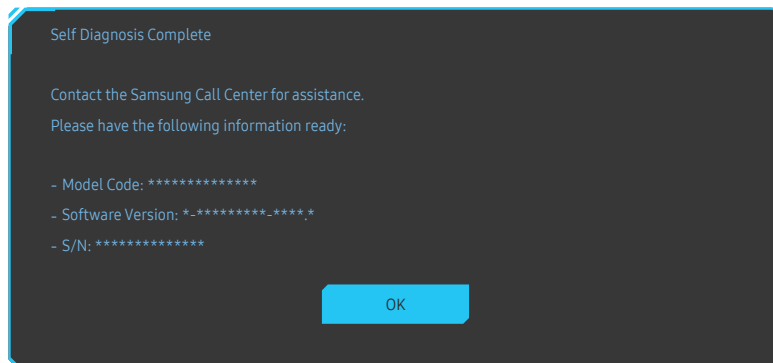 Self Diagnosis Complete
Contact the Samsung Call Center for assistance.
Please have the following information ready:
- Model Code: **************
- Software Version: *-*********-****.*
- S/N: **************
OK